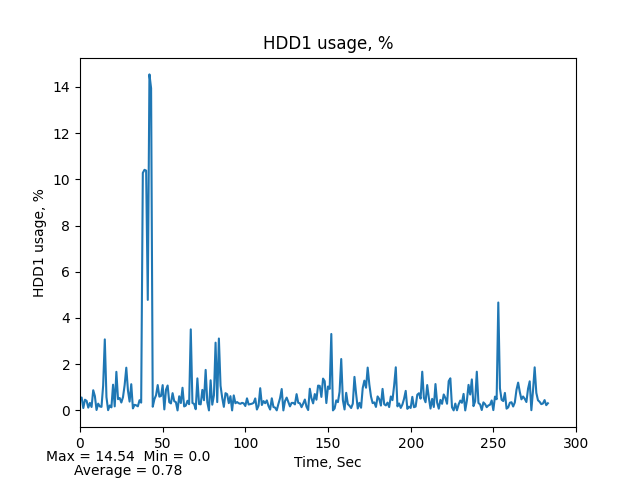 HDD1 usage, %
HDD1 usage, %
14
12
10
8
6
4
2
0
0 50 100 150 200 250 300
Time, Sec
Max = 14.54  Min = 0.0
Average = 0.78